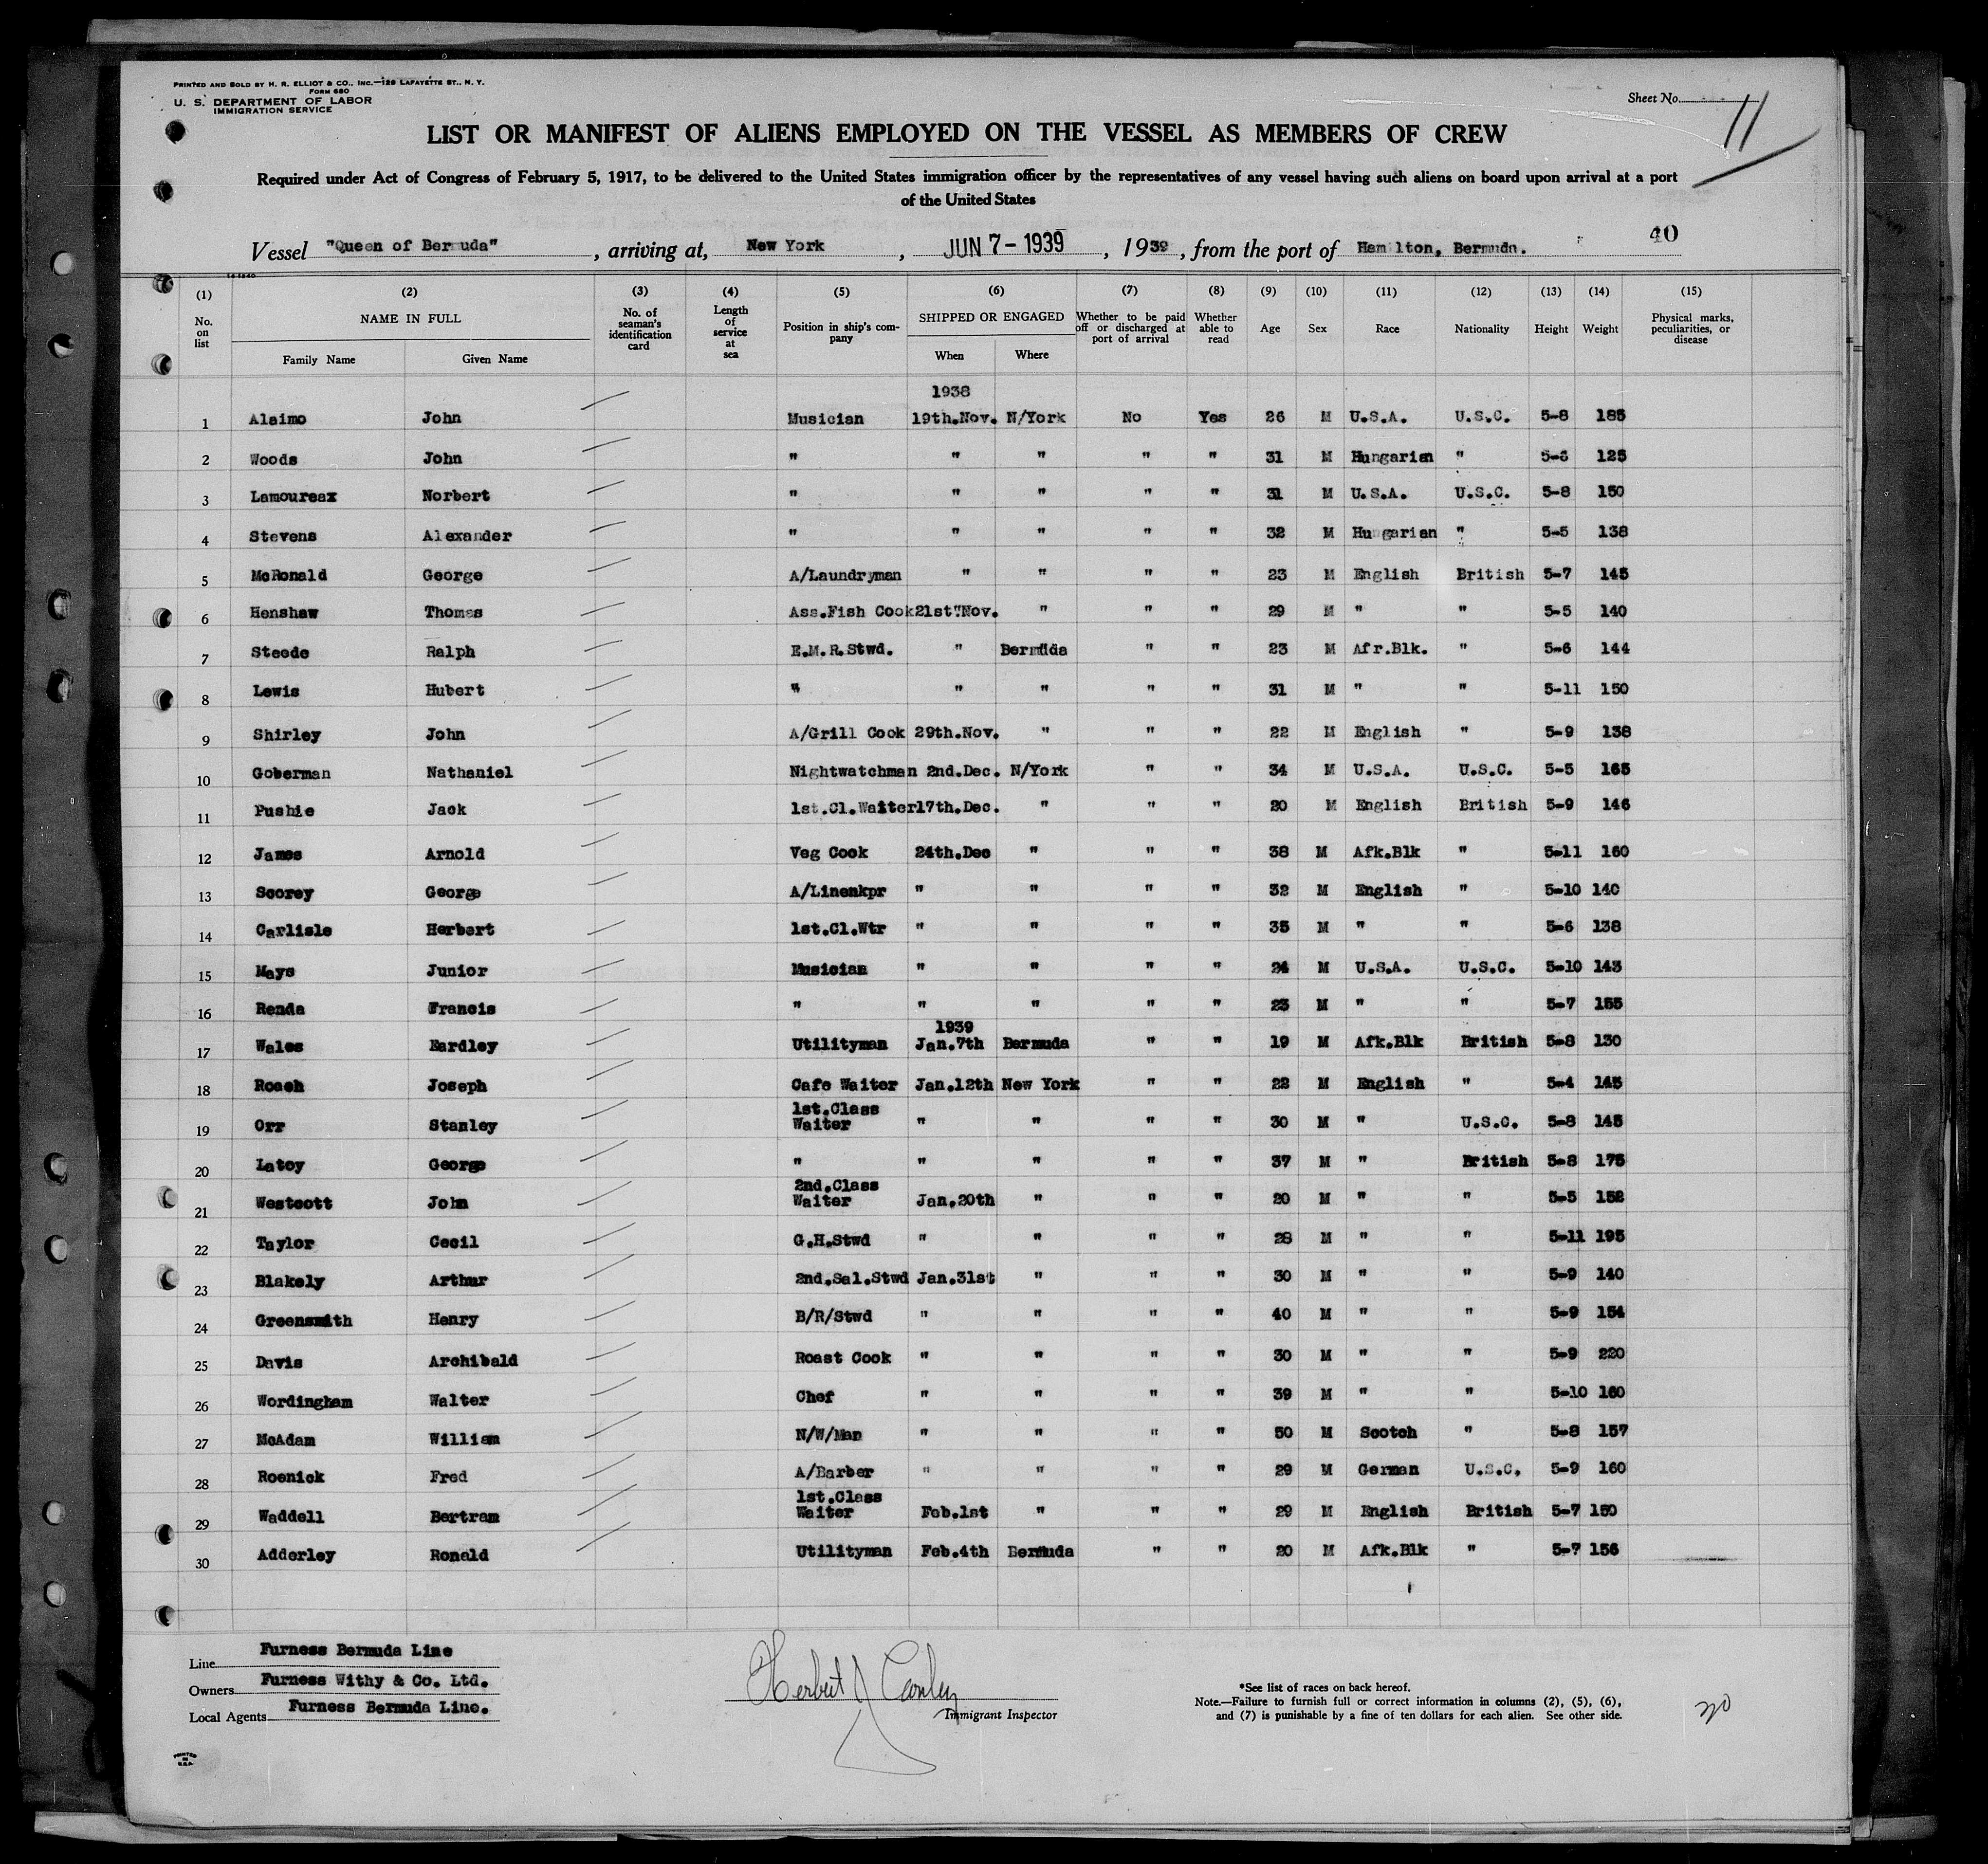 PRINTED AND SOLD BY H. R. ELLIOT & CO., INC.—129 LAFAYETTE ST., N. Y.
FORM 680
U. S. DEPARTMENT OF LABOR
IMMIGRATION SERVICE
Sheet No. 11
LIST OR MANIFEST OF ALIENS EMPLOYED ON THE VESSEL AS MEMBERS OF CREW
Required under Act of Congress of February 5, 1917, to be delivered to the United States immigration officer by the representatives of any vessel having such aliens on board upon arrival at a port
of the United States
40
Vessel "Queen of Bermuda", arriving at, New York, JUN 7 - 1939, 1939, from the port of Hamilton, Bermuda.
(1) (2) (3) (4) (5) (6) (7) (8) (9) (10) (11) (12) (13) (14) (15)
No. on list NAME IN FULL Family Name Given Name No. of seaman's identification card Length of service at sea Position in ship's company SHIPPED OR ENGAGED When Where Whether to be paid off or discharged at port of arrival Whether able to read Age Sex Race Nationality Height Weight Physical marks, peculiarities, or disease
1938
1 Alaimo John Musician 19th.Nov. N/York No Yes 26 M U.S.A. U.S.C. 5-8 185
2 Woods John " " " " " 31 M Hungarian " 5-6 125
3 Lamoureax Norbert " " " " " 31 M U.S.A. U.S.C. 5-8 150
4 Stevens Alexander " " " " " 32 M Hungarian " 5-5 138
5 McRonald George A/Laundryman " " " " 23 M English British 5-7 145
6 Henshaw Thomas Ass.Fish Cook 21st"Nov. " " " 29 M " " 5-5 140
7 Steede Ralph E.M.R.Stwd. " Bermuda " " 23 M Afr.Blk. " 5-6 144
8 Lewis Hubert " " " " " 31 M " " 5-11 150
9 Shirley John A/Grill Cook 29th.Nov. " " " 22 M English " 5-9 138
10 Goberman Nathaniel Nightwatchman 2nd.Dec. N/York " " 34 M U.S.A. U.S.C. 5-5 165
11 Pushie Jack 1st.Cl.Waiter 17th.Dec. " " " 20 M English British 5-9 146
12 James Arnold Veg Cook 24th.Dec " " " 38 M Afk.Blk " 5-11 160
13 Scorey George A/Linenkpr " " " " 32 M English " 5-10 140
14 Carlisle Herbert 1st.Cl.Wtr " " " " 35 M " " 5-6 138
15 Mays Junior Musician " " " " 24 M U.S.A. U.S.C. 5-10 143
16 Renda Francis " " " " " 23 M " " 5-7 155
1939
17 Wales Eardley Utilityman Jan.7th Bermuda " " 19 M Afk.Blk British 5-8 130
18 Roach Joseph Cafe Waiter Jan.12th New York " " 22 M English " 5-4 145
19 Orr Stanley 1st.Class Waiter " " " " 30 M " U.S.C. 5-8 145
20 Latoy George " " " " " 37 M " British 5-8 175
21 Westcott John 2nd.Class Waiter Jan.20th " " " 20 M " " 5-5 152
22 Taylor Cecil G.H.Stwd " " " " 28 M " " 5-11 195
23 Blakely Arthur 2nd.Sal.Stwd Jan.31st " " " 30 M " " 5-9 140
24 Greensmith Henry B/R/Stwd " " " " 40 M " " 5-9 154
25 Davis Archibald Roast Cook " " " " 30 M " " 5-9 220
26 Wordingham Walter Chef " " " " 39 M " " 5-10 160
27 McAdam William N/W/Man " " " " 50 M Scotch " 5-8 157
28 Roenick Fred A/Barber " " " " 29 M German U.S.C. 5-9 160
29 Waddell Bertram 1st.Class Waiter Feb.1st " " " 29 M English British 5-7 150
30 Adderley Ronald Utilityman Feb.4th Bermuda " " 20 M Afk.Blk " 5-7 156
Line Furness Bermuda Line
Owners Furness Withy & Co. Ltd.
Local Agents Furness Bermuda Line.
Herbert J Conley
Immigrant Inspector
*See list of races on back hereof.
Note.—Failure to furnish full or correct information in columns (2), (5), (6),
and (7) is punishable by a fine of ten dollars for each alien. See other side.
30
PRINTED
IN
U.S.A.